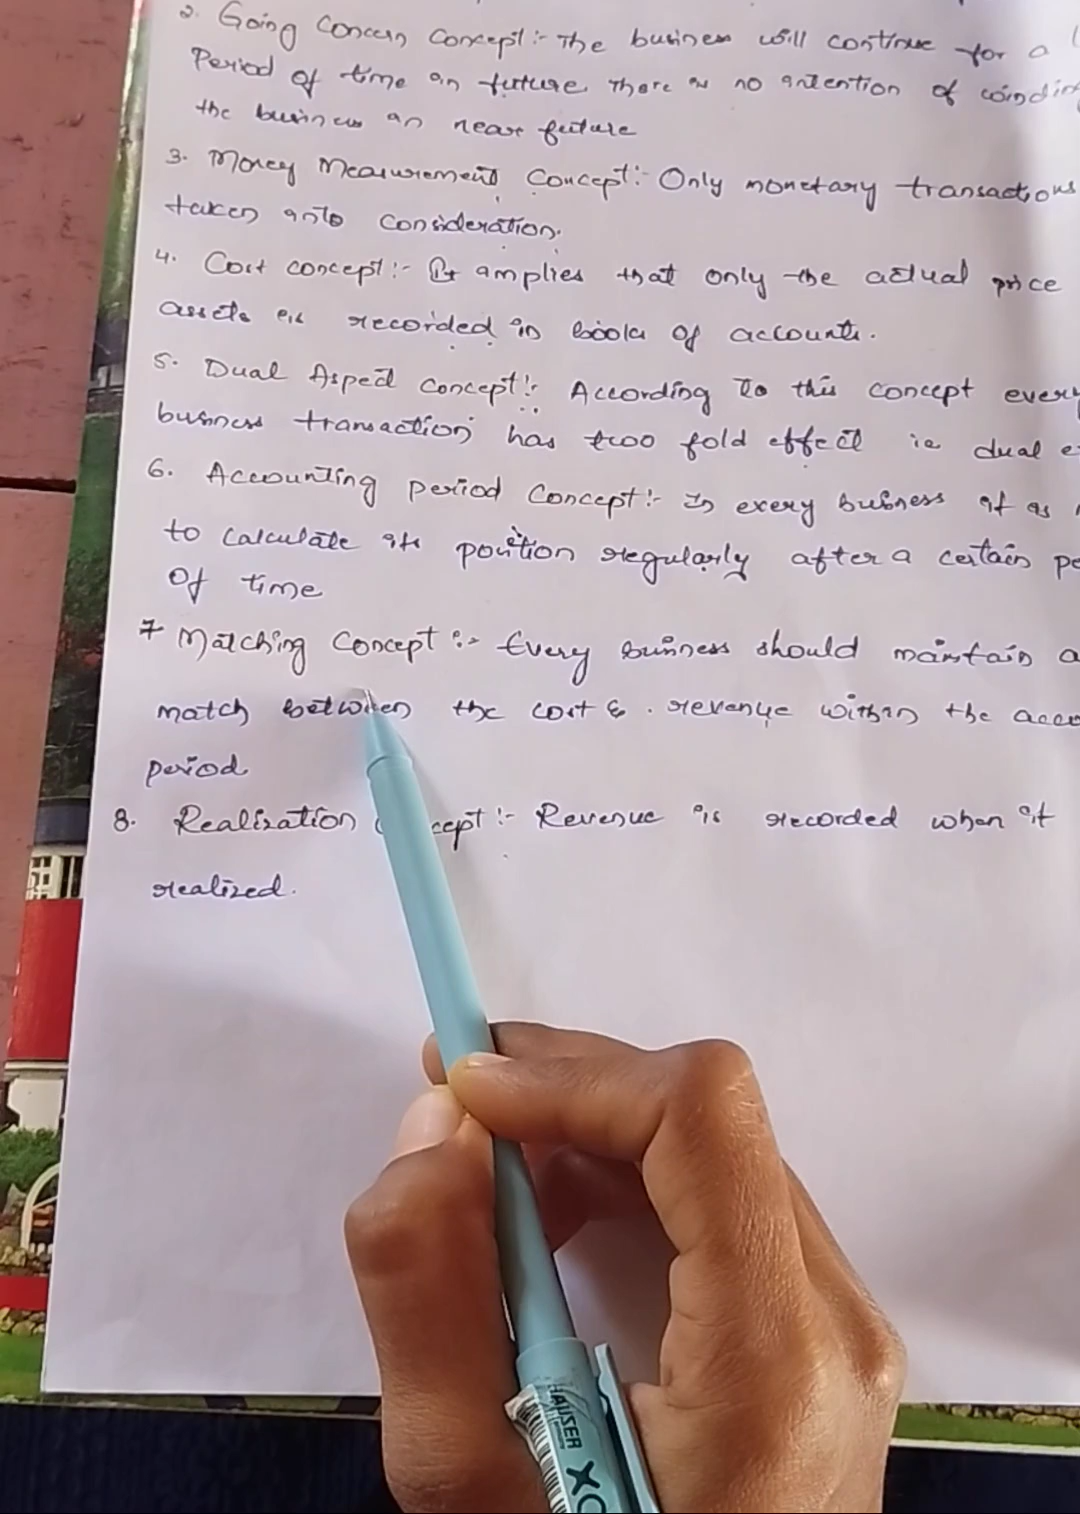 2. Going Concern Concept :- The business will continue for a
Period of time in future. There is no intention of
the business in near future
3. Money Measurement Concept :- Only monetary transactions
taken into consideration.
4. Cost concept :- It implies that only the actual price
assets is recorded in books of accounts.
5. Dual Aspect Concept :- According to this concept every
business transaction has two fold effect ie dual
6. Accounting period Concept :- In every business it is
to calculate its position regularly after a certain
of time
7 Matching Concept :- Every business should maintain a
match between the cost & revenue within the
period.
8. Realization :- Revenue is recorded when it
realized.
HAUSER
XO